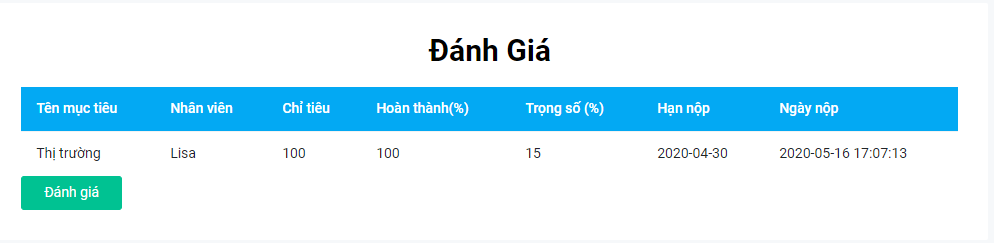 Đánh Giá
Tên mục tiêu Nhân viên Chỉ tiêu Hoàn thành(%) Trọng số (%) Hạn nộp Ngày nộp
Thị trường Lisa 100 100 15 2020-04-30 2020-05-16 17:07:13
Đánh giá